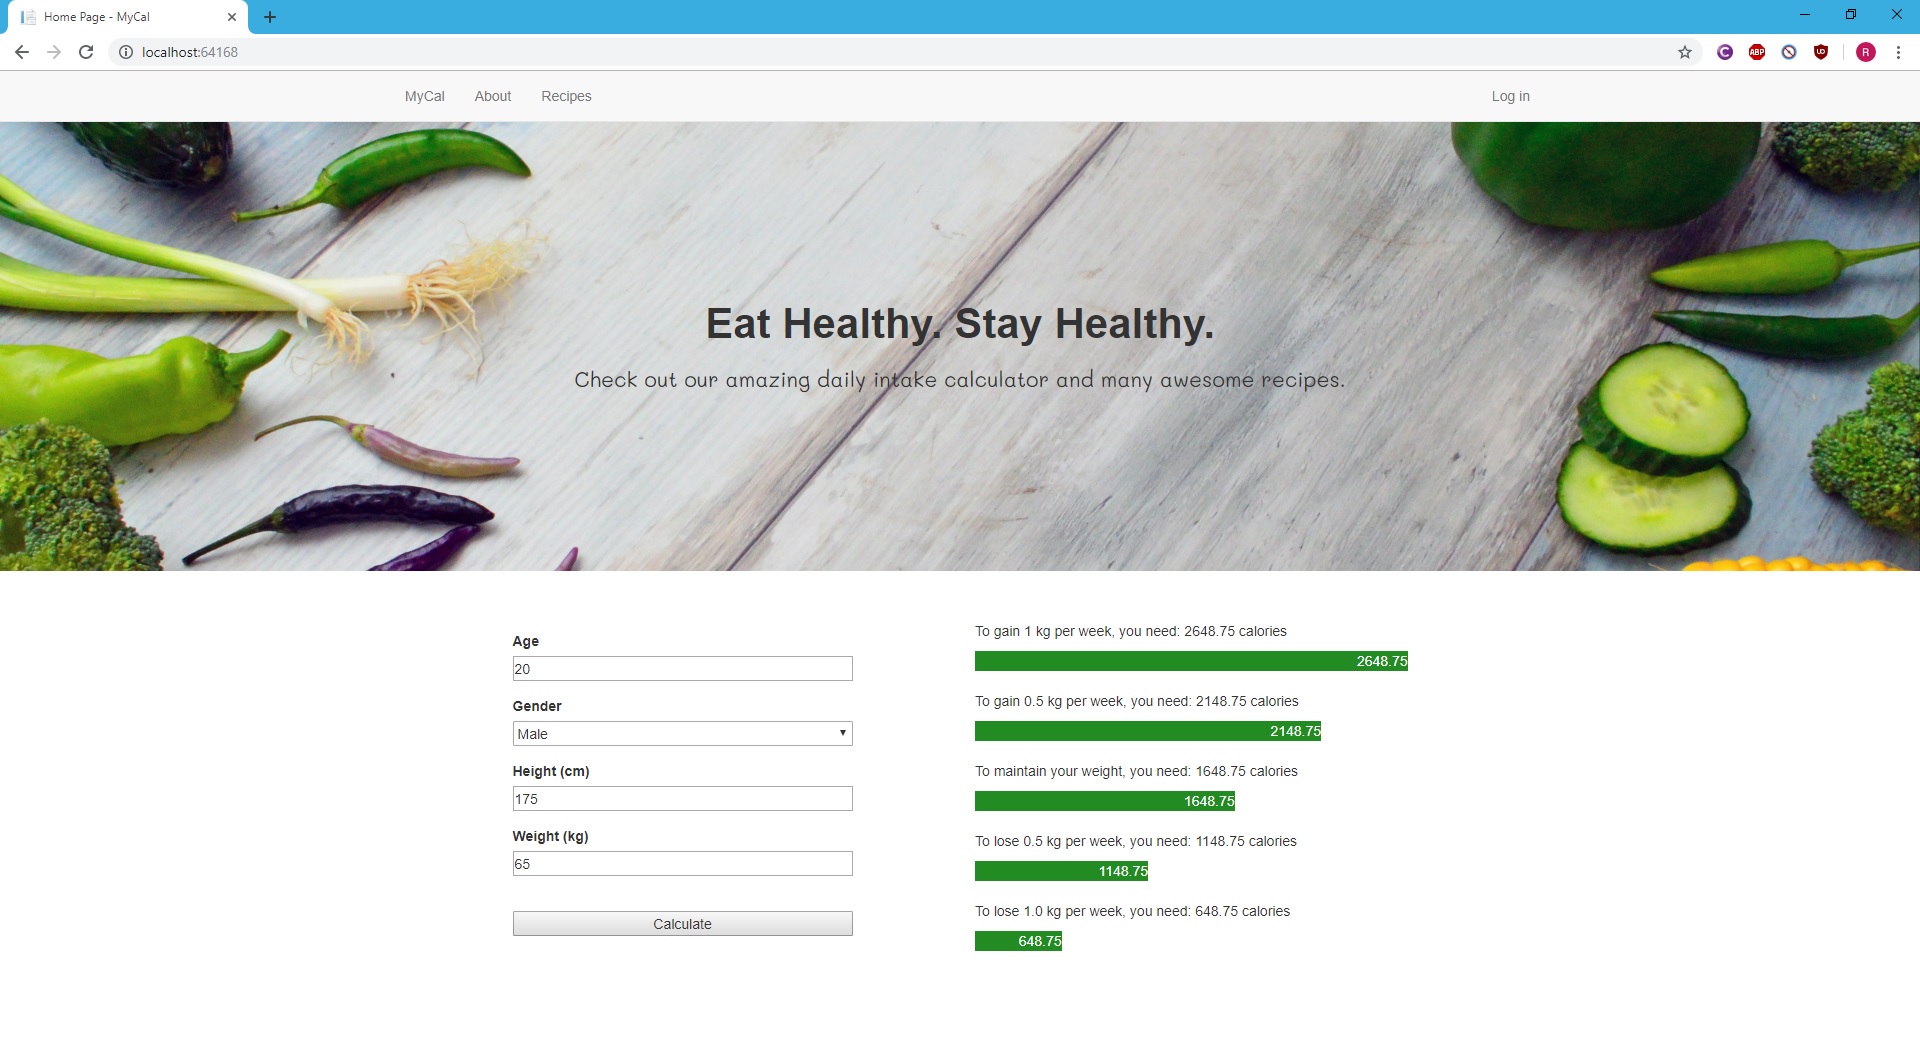 Home Page - MyCal
localhost:64168
ABP
R
MyCal About Recipes Log in
Eat Healthy. Stay Healthy.
Check out our amazing daily intake calculator and many awesome recipes.
Age
20
Gender
Male
Height (cm)
175
Weight (kg)
65
Calculate
To gain 1 kg per week, you need: 2648.75 calories
2648.75
To gain 0.5 kg per week, you need: 2148.75 calories
2148.75
To maintain your weight, you need: 1648.75 calories
1648.75
To lose 0.5 kg per week, you need: 1148.75 calories
1148.75
To lose 1.0 kg per week, you need: 648.75 calories
648.75